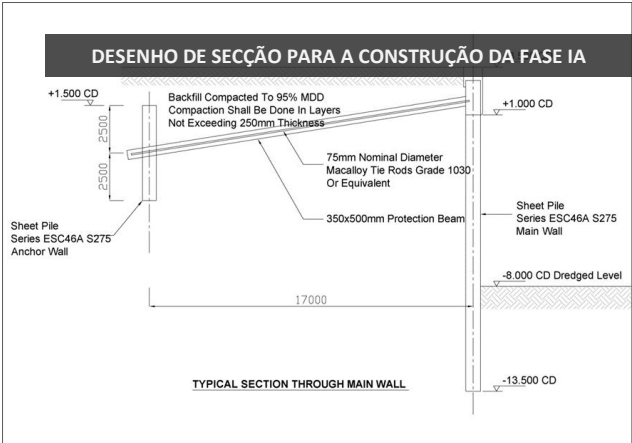 DESENHO DE SECÇÃO PARA A CONSTRUÇÃO DA FASE IA
+1.500 CD
Backfill Compacted To 95% MDD
Compaction Shall Be Done In Layers
Not Exceeding 250mm Thickness
+1.000 CD
2500
2500
75mm Nominal Diameter
Macalloy Tie Rods Grade 1030
Or Equivalent
350x500mm Protection Beam
Sheet Pile
Series ESC46A S275
Anchor Wall
Sheet Pile
Series ESC46A S275
Main Wall
-8.000 CD Dredged Level
17000
TYPICAL SECTION THROUGH MAIN WALL
-13.500 CD